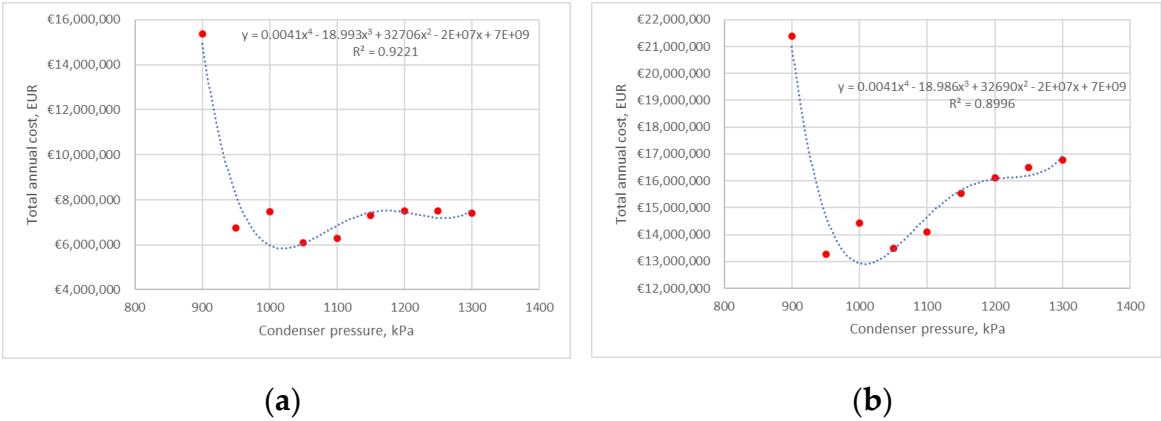 €16,000,000
€14,000,000
€12,000,000
€10,000,000
€8,000,000
€6,000,000
€4,000,000
800 900 1000 1100 1200 1300 1400
Total annual cost, EUR
Condenser pressure, kPa
y = 0.0041x⁴ - 18.993x³ + 32706x² - 2E+07x + 7E+09
R² = 0.9221
(a)
€22,000,000
€21,000,000
€20,000,000
€19,000,000
€18,000,000
€17,000,000
€16,000,000
€15,000,000
€14,000,000
€13,000,000
€12,000,000
800 900 1000 1100 1200 1300 1400
Total annual cost, EUR
Condenser pressure, kPa
y = 0.0041x⁴ - 18.986x³ + 32690x² - 2E+07x + 7E+09
R² = 0.8996
(b)